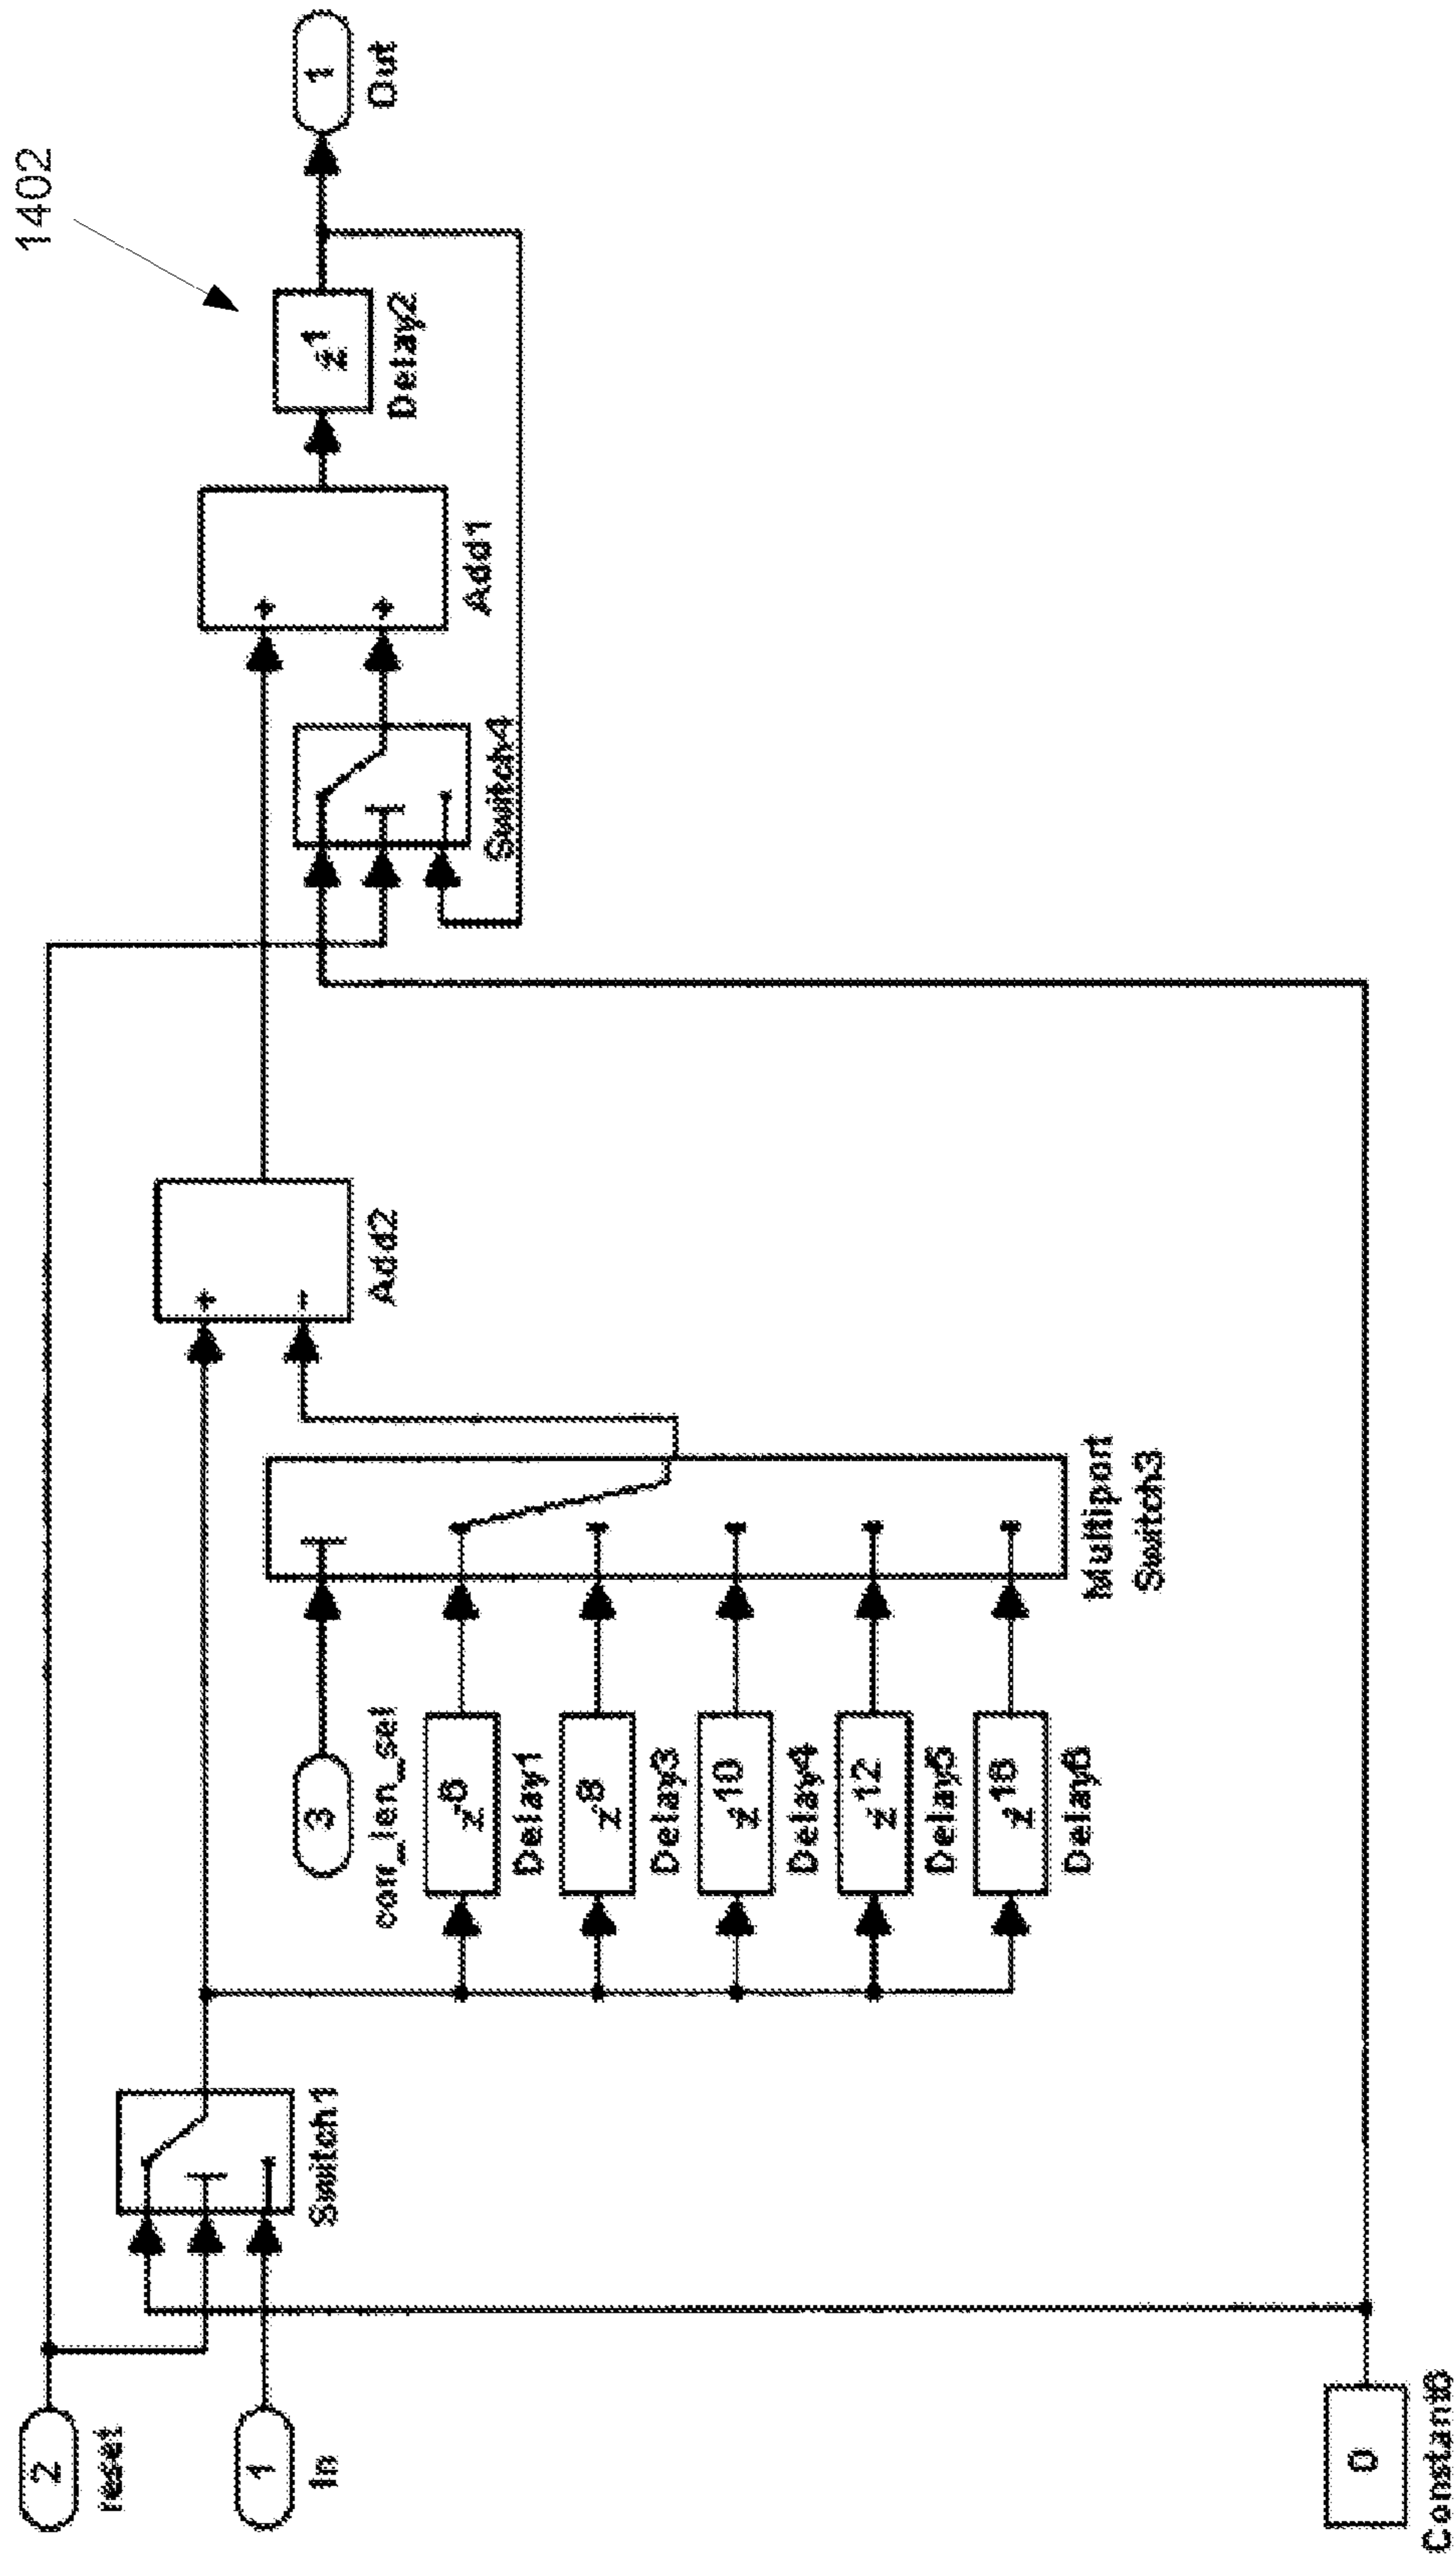 1402
2
reset
1
In
Switch1
3
corr_len_sel
z-6
Delay1
z-8
Delay3
z-10
Delay4
z-12
Delay5
z-16
Delay6
Multiport
Switch3
+
-
Add2
Switch4
+
+
Add1
z-1
Delay2
1
Out
0